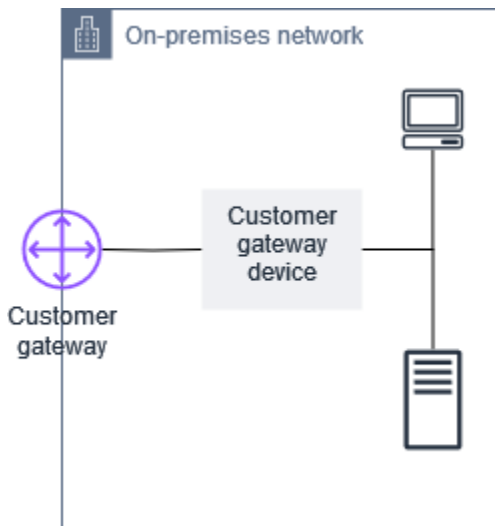 On-premises network
Customer
gateway
device
Customer
gateway